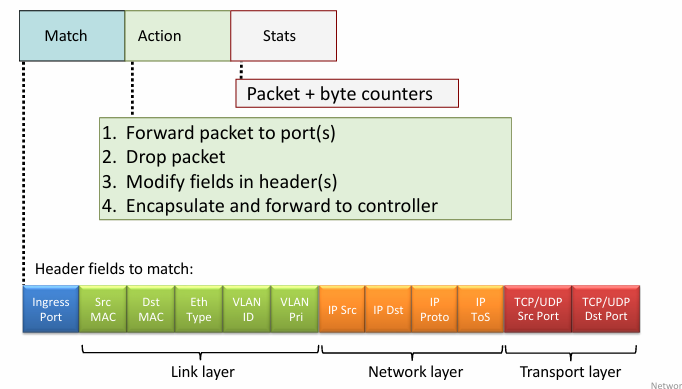 Match Action Stats
Packet + byte counters
1. Forward packet to port(s)
2. Drop packet
3. Modify fields in header(s)
4. Encapsulate and forward to controller
Header fields to match:
Ingress Port
Src MAC
Dst MAC
Eth Type
VLAN ID
VLAN Pri
IP Src
IP Dst
IP Proto
IP ToS
TCP/UDP Src Port
TCP/UDP Dst Port
Link layer
Network layer
Transport layer
Networ